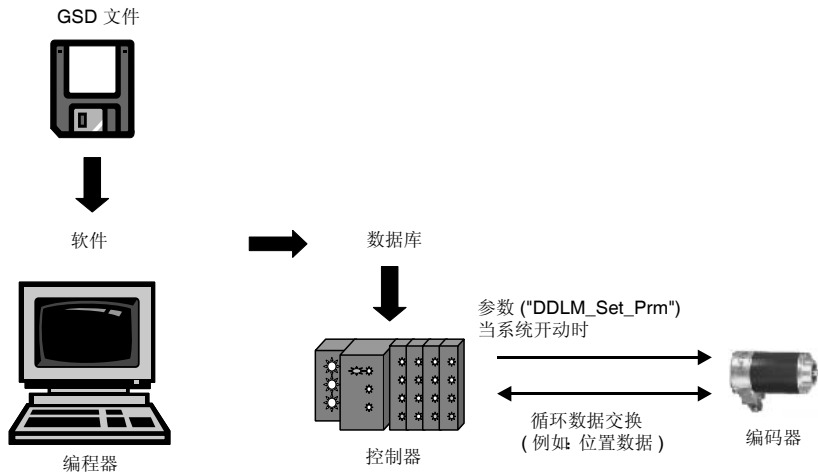 GSD 文件
软件
数据库
参数 ("DDLM_Set_Prm")
当系统开动时
循环数据交换
( 例如: 位置数据 )
编程器
控制器
编码器